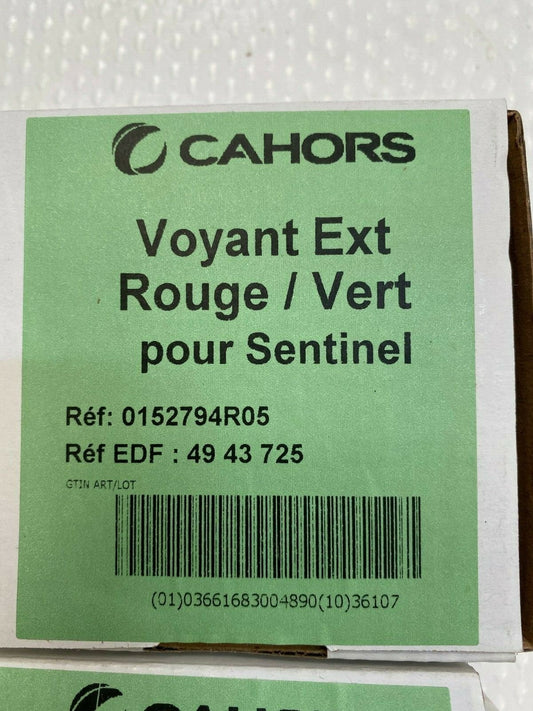 CAHORS
Voyant Ext
Rouge / Vert
pour Sentinel
Réf: 0152794R05
Réf EDF : 49 43 725
GTIN ART/LOT
(01)03661683004890(10)36107
CAHORS